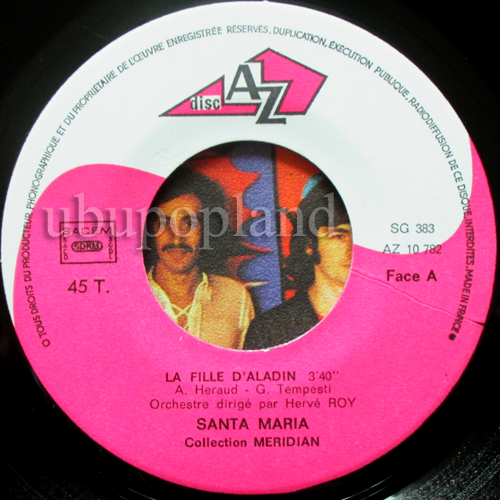 O TOUS DROITS DU PRODUCTEUR PHONOGRAPHIQUE ET DU PROPRIÉTAIRE DE L'ŒUVRE ENREGISTRÉE RÉSERVÉS, DUPLICATION, EXÉCUTION PUBLIQUE, RADIODIFFUSION DE CE DISQUE INTERDITES. MADE IN FRANCE
disc AZ
ubupopland
SACEM
SDRM
SG 383
AZ 10 782
45 T.
Face A
LA FILLE D'ALADIN 3'40''
A. Heraud - G. Tempesti
Orchestre dirigé par Hervé ROY
SANTA MARIA
Collection MERIDIAN